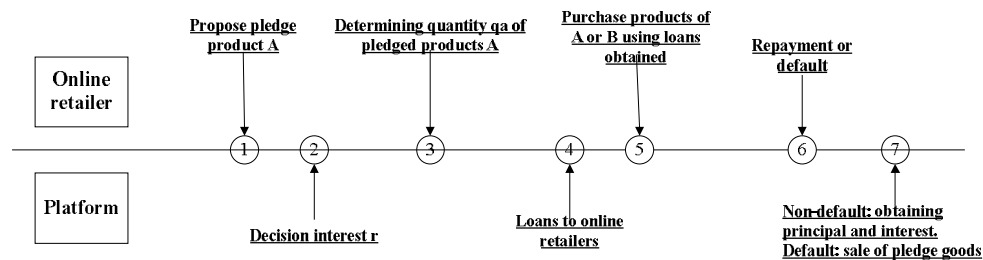 Propose pledge
product A
Determining quantity qa of
pledged products A
Purchase products of
A or B using loans
obtained
Repayment or
default
Online
retailer
1
2
3
4
5
6
7
Platform
Decision interest r
Loans to online
retailers
Non-default: obtaining
principal and interest.
Default: sale of pledge goods